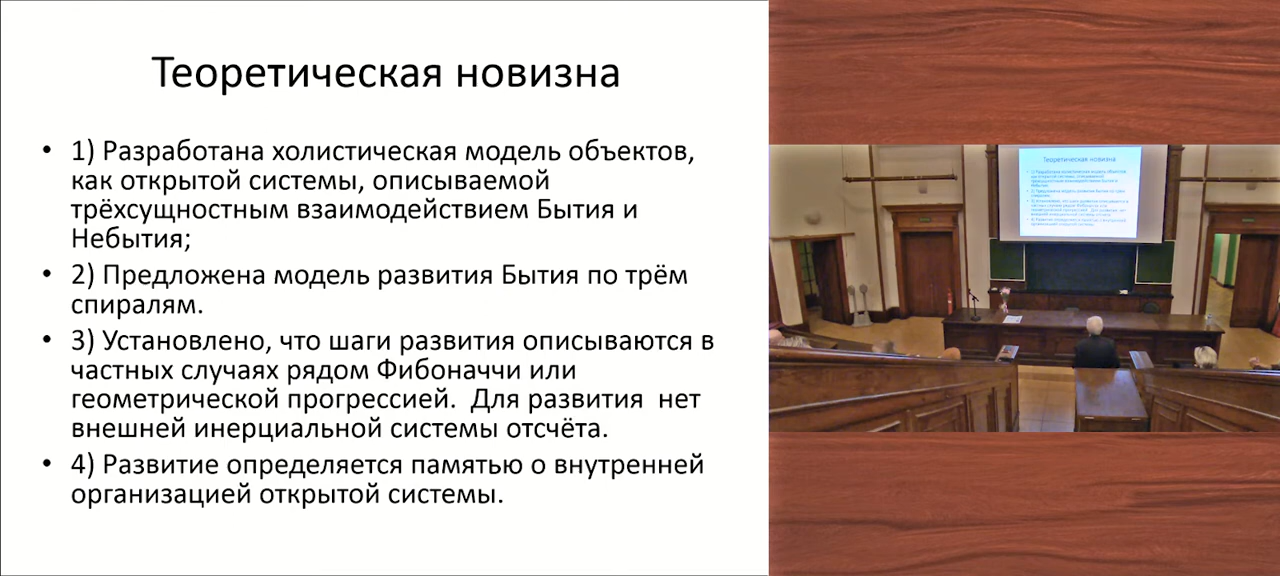 Теоретическая новизна
• 1) Разработана холистическая модель объектов,
как открытой системы, описываемой
трёхсущностным взаимодействием Бытия и
Небытия;
• 2) Предложена модель развития Бытия по трём
спиралям.
• 3) Установлено, что шаги развития описываются в
частных случаях рядом Фибоначчи или
геометрической прогрессией.  Для развития  нет
внешней инерциальной системы отсчёта.
• 4) Развитие определяется памятью о внутренней
организацией открытой системы.
Теоретическая новизна